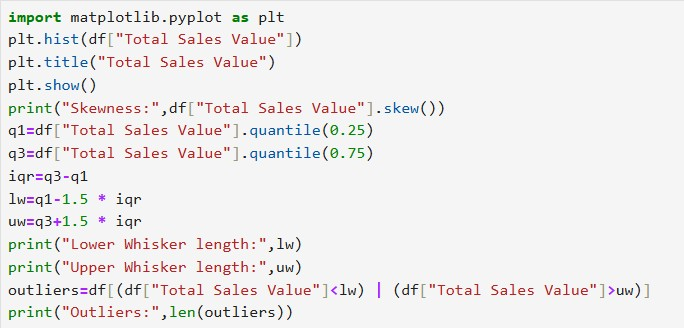 import matplotlib.pyplot as plt
plt.hist(df["Total Sales Value"])
plt.title("Total Sales Value")
plt.show()
print("Skewness:",df["Total Sales Value"].skew())
q1=df["Total Sales Value"].quantile(0.25)
q3=df["Total Sales Value"].quantile(0.75)
iqr=q3-q1
lw=q1-1.5 * iqr
uw=q3+1.5 * iqr
print("Lower Whisker length:",lw)
print("Upper Whisker length:",uw)
outliers=df[(df["Total Sales Value"]<lw) | (df["Total Sales Value"]>uw)]
print("Outliers:",len(outliers))